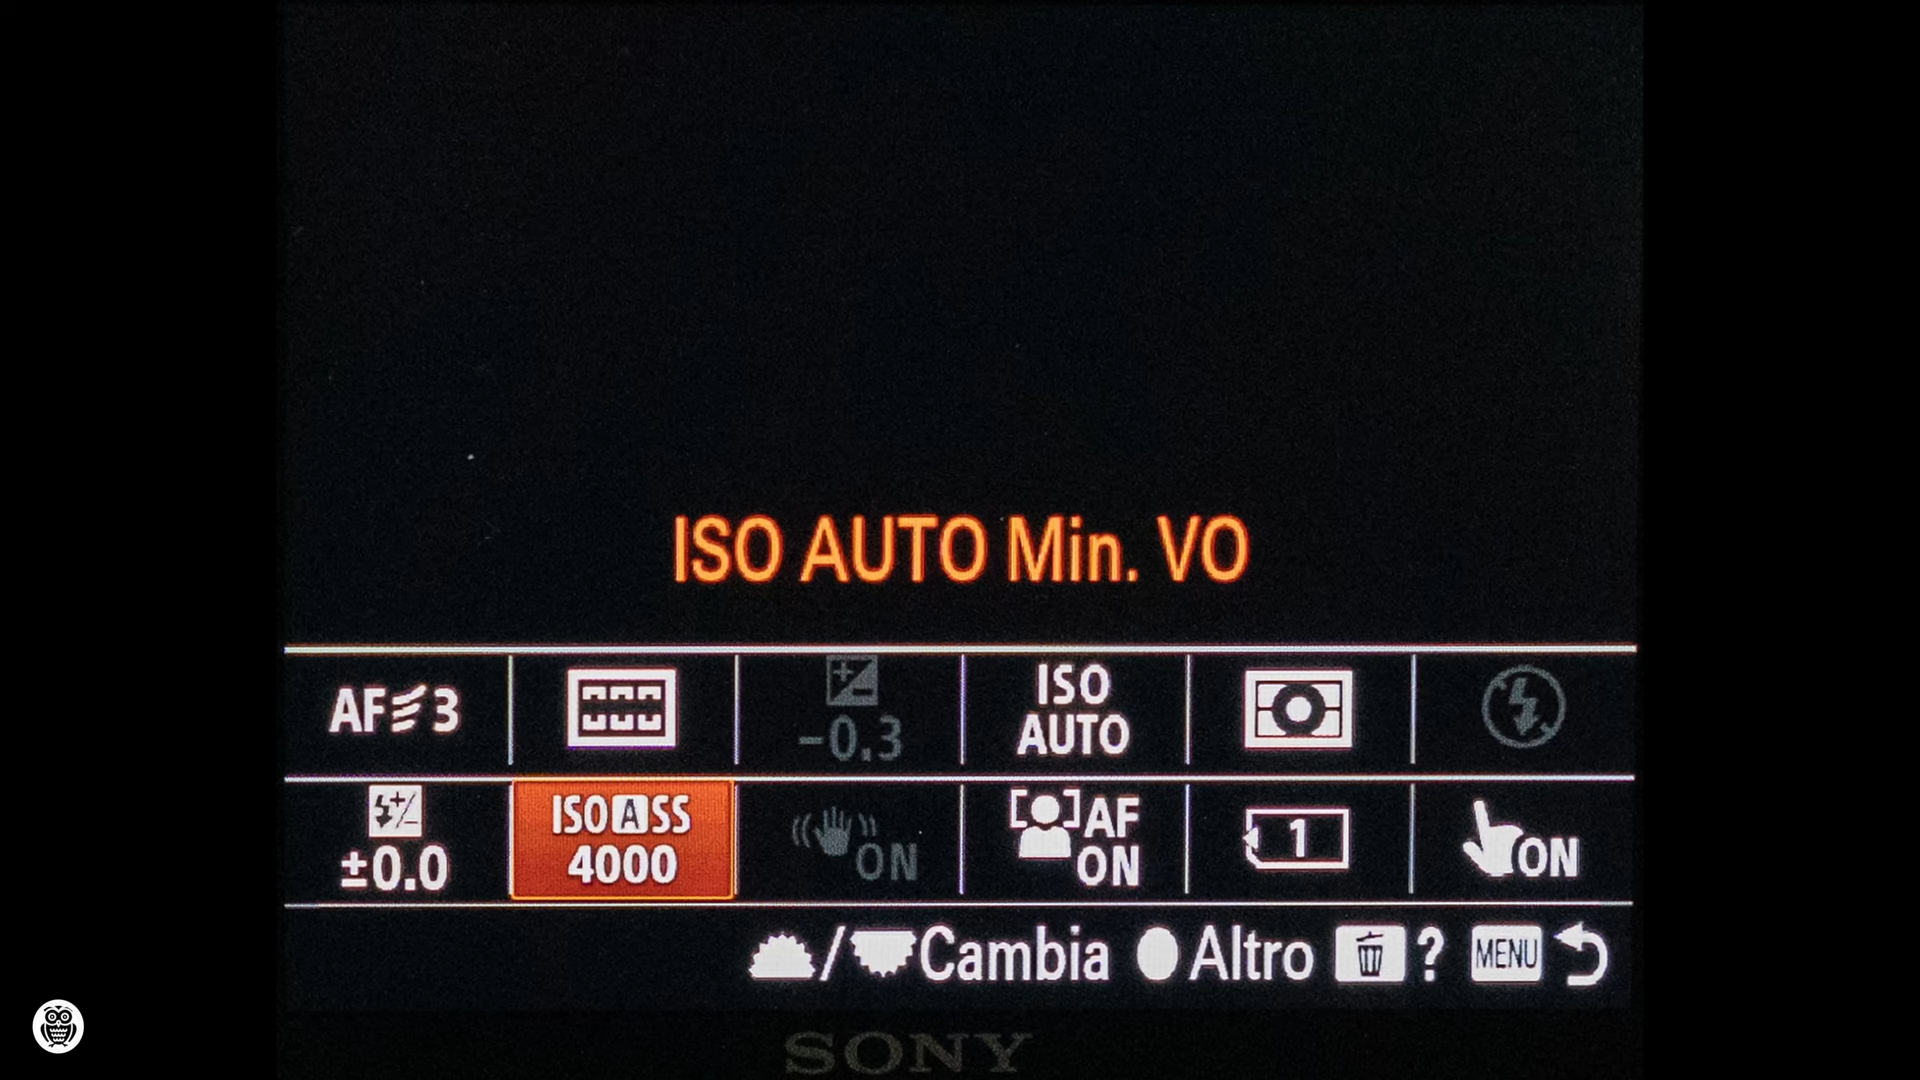 ISO AUTO Min. VO
AF 3
-0.3
ISO
AUTO
±0.0
ISO A SS
4000
ON
AF
ON
1
ON
/ Cambia Altro ? MENU
SONY